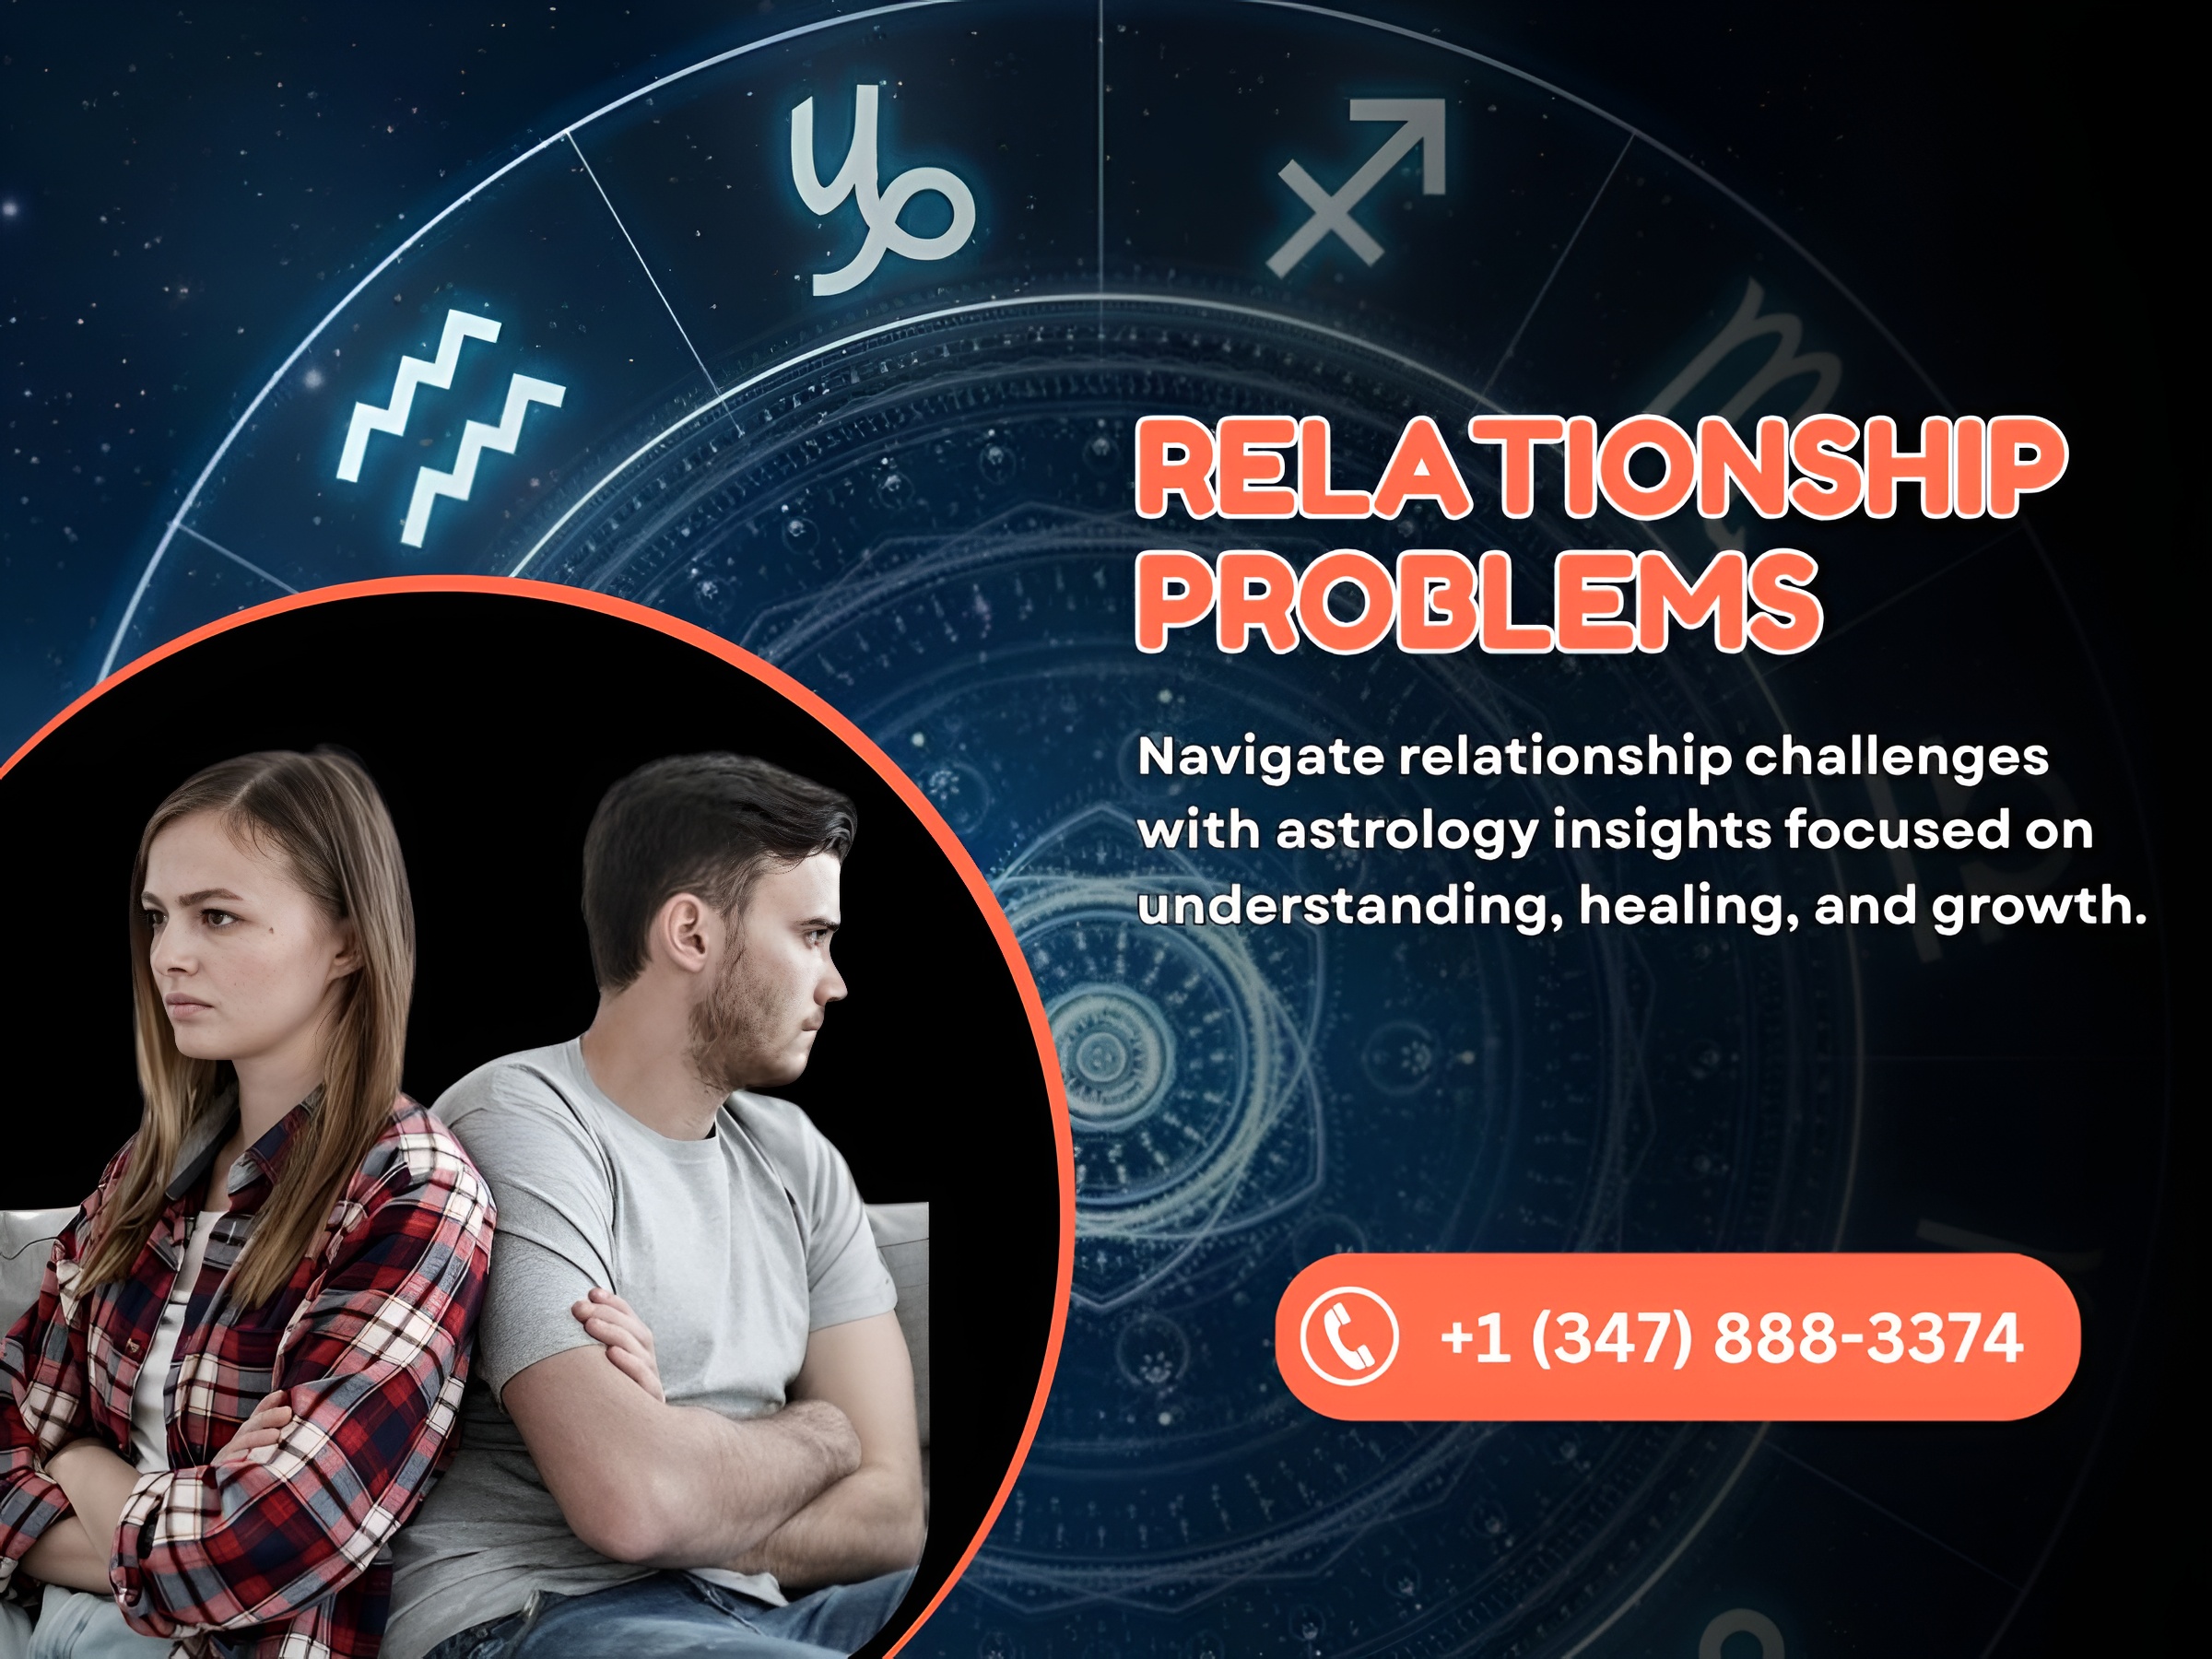 RELATIONSHIP
PROBLEMS
Navigate relationship challenges
with astrology insights focused on
understanding, healing, and growth.
+1 (347) 888-3374